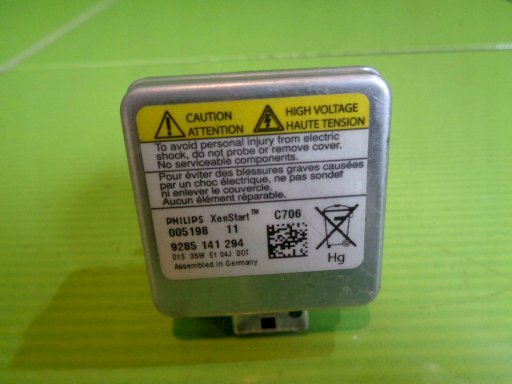 CAUTION
ATTENTION
HIGH VOLTAGE
HAUTE TENSION
To avoid personal injury from electric
shock, do not probe or remove cover.
No serviceable components.
Pour éviter des blessures graves causées
par un choc électrique, ne pas sondef
ni enlever le couvercle.
Aucun élément réparable.
PHILIPS XenStart™ C706
005198 11
9285 141 294
D1S 35W E1 04J DOT
Assembled in Germany
Hg